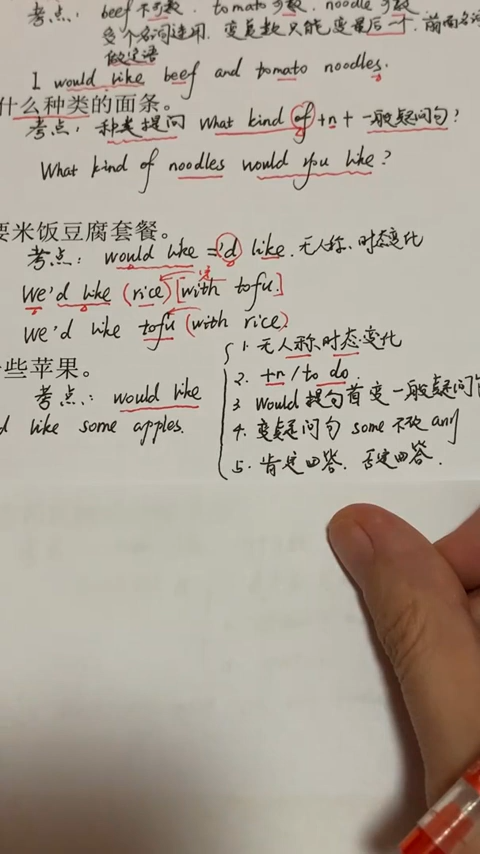 考点: beef 不可数, tomato 可数, noodle 可数
多个名词连用, 变复数只能变最后一个, 前面名词
做定语
I would like beef and tomato noodles.
什么种类的面条。
考点: 种类提问 What kind of +n + 一般疑问句?
What kind of noodles would you like?
要米饭豆腐套餐。
考点: would like = 'd like. 无人称、时态变化
We'd like (rice) [with tofu.]
We'd like tofu (with rice).
些苹果。
考点: would like
d like some apples.
1. 无人称、时态变化
2. +n / to do.
3 Would 提句首变一般疑问句
4. 变疑问句 some 不改 any
5. 肯定回答. 否定回答.